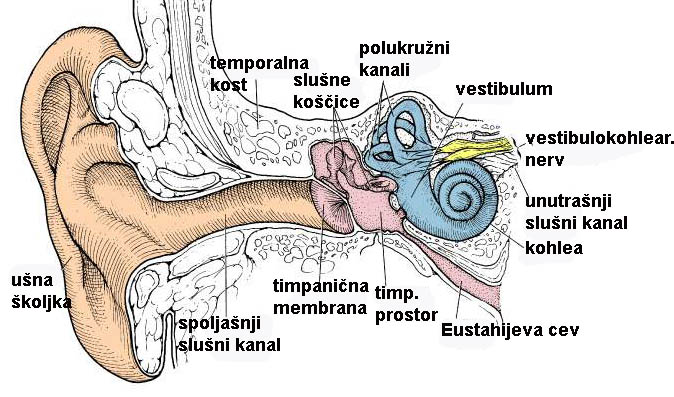 polukružni
kanali
temporalna
kost
slušne
koščice
vestibulum
vestibulokohlear.
nerv
unutrašnji
slušni kanal
kohlea
ušna
školjka
timpanična
membrana
timp.
prostor
spoljašnji
slušni kanal
Eustahijeva cev